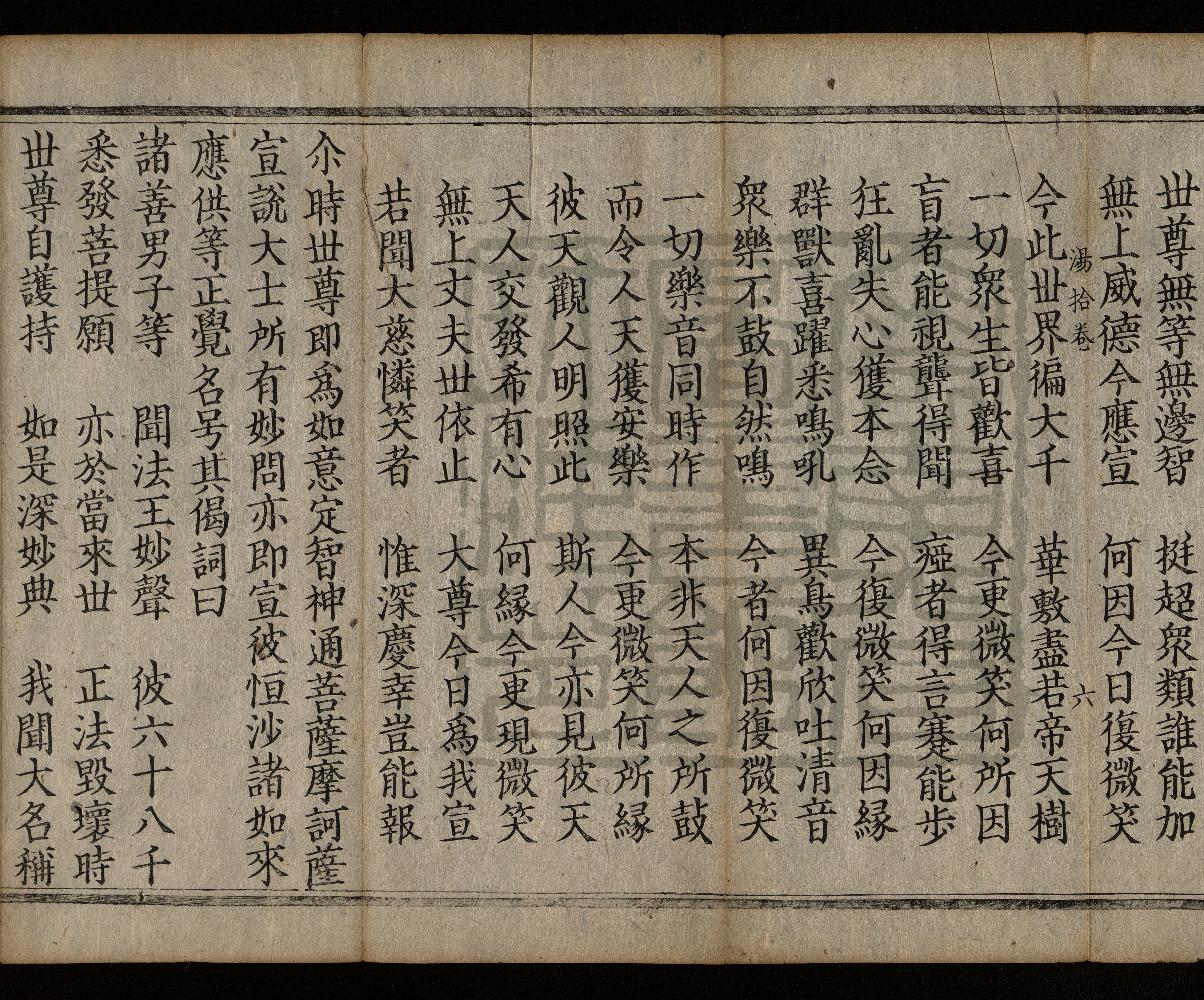 丗尊無等無邊智　挺超衆類誰能加
無上威德今應宣　何因今日復微笑
湯　拾卷　六
今此丗界徧大千　華敷盡若帝天樹
一切衆生皆歡喜　今更微笑何所因
盲者能視聾得聞　瘂者得言蹇能步
狂亂失心獲本念　今復微笑何因緣
群獸喜躍悉鳴吼　異鳥歡欣吐清音
衆樂不鼓自然鳴　今者何因復微笑
一切樂音同時作　本非天人之所鼓
而令人天獲安樂　今更微笑何所緣
彼天觀人明照此　斯人今亦見彼天
天人交發希有心　何緣今更現微笑
無上丈夫丗依止　大尊今日爲我宣
若聞大慈憐笑者　惟深慶幸豈能報
尒時丗尊即爲如意定智神通菩薩摩訶薩
宣說大士所有妙問亦即宣彼恒沙諸如來
應供等正覺名号其偈詞曰
諸善男子等　聞法王妙聲　彼六十八千
悉發菩提願　亦於當來丗　正法毀壞時
丗尊自護持　如是深妙典　我聞大名稱